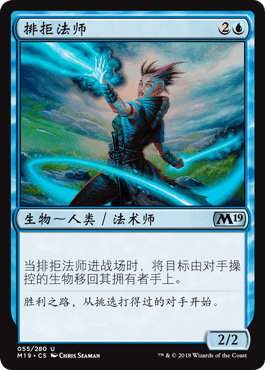 排拒法师 2
生物～人类 / 法术师 M19
当排拒法师进战场时，将目标由对手操
控的生物移回其拥有者手上。
胜利之路，从挑选打得过的对手开始。
2/2
055/280 U
M19 • CS CHRIS SEAMAN ™ & © 2018 Wizards of the Coast